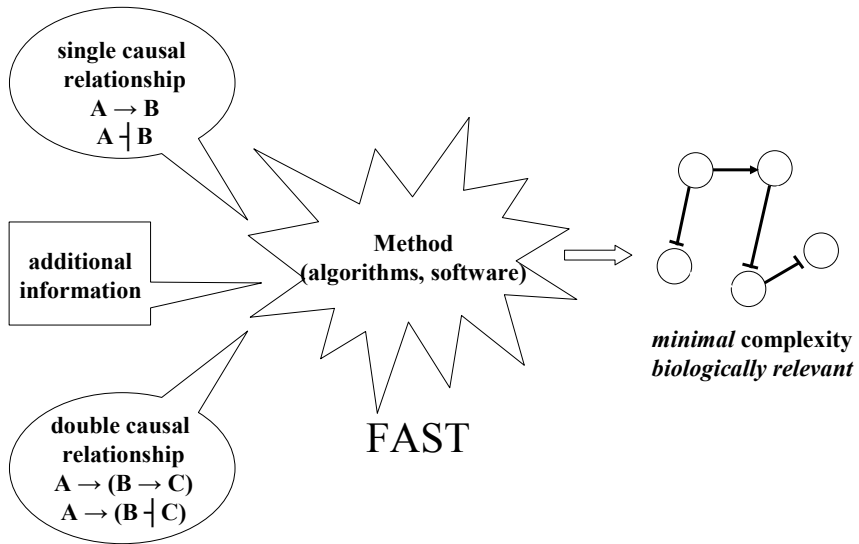 single causal
relationship
A → B
A ┤B
additional
information
double causal
relationship
A → (B → C)
A → (B ┤C)
Method
(algorithms, software)
FAST
minimal complexity
biologically relevant